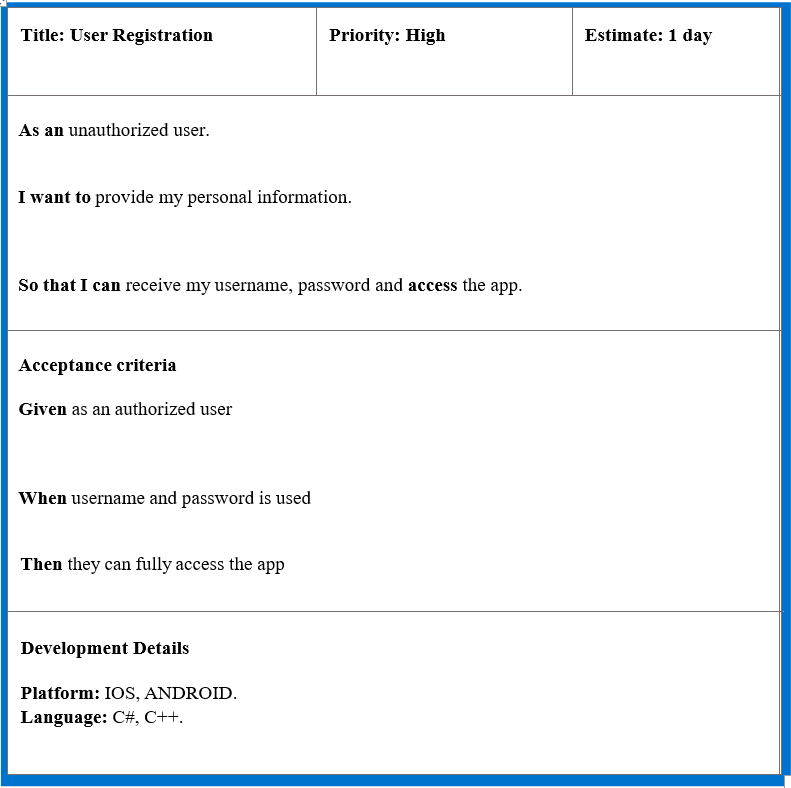 Title: User Registration
Priority: High
Estimate: 1 day
As an unauthorized user.
I want to provide my personal information.
So that I can receive my username, password and access the app.
Acceptance criteria
Given as an authorized user
When username and password is used
Then they can fully access the app
Development Details
Platform: IOS, ANDROID.
Language: C#, C++.